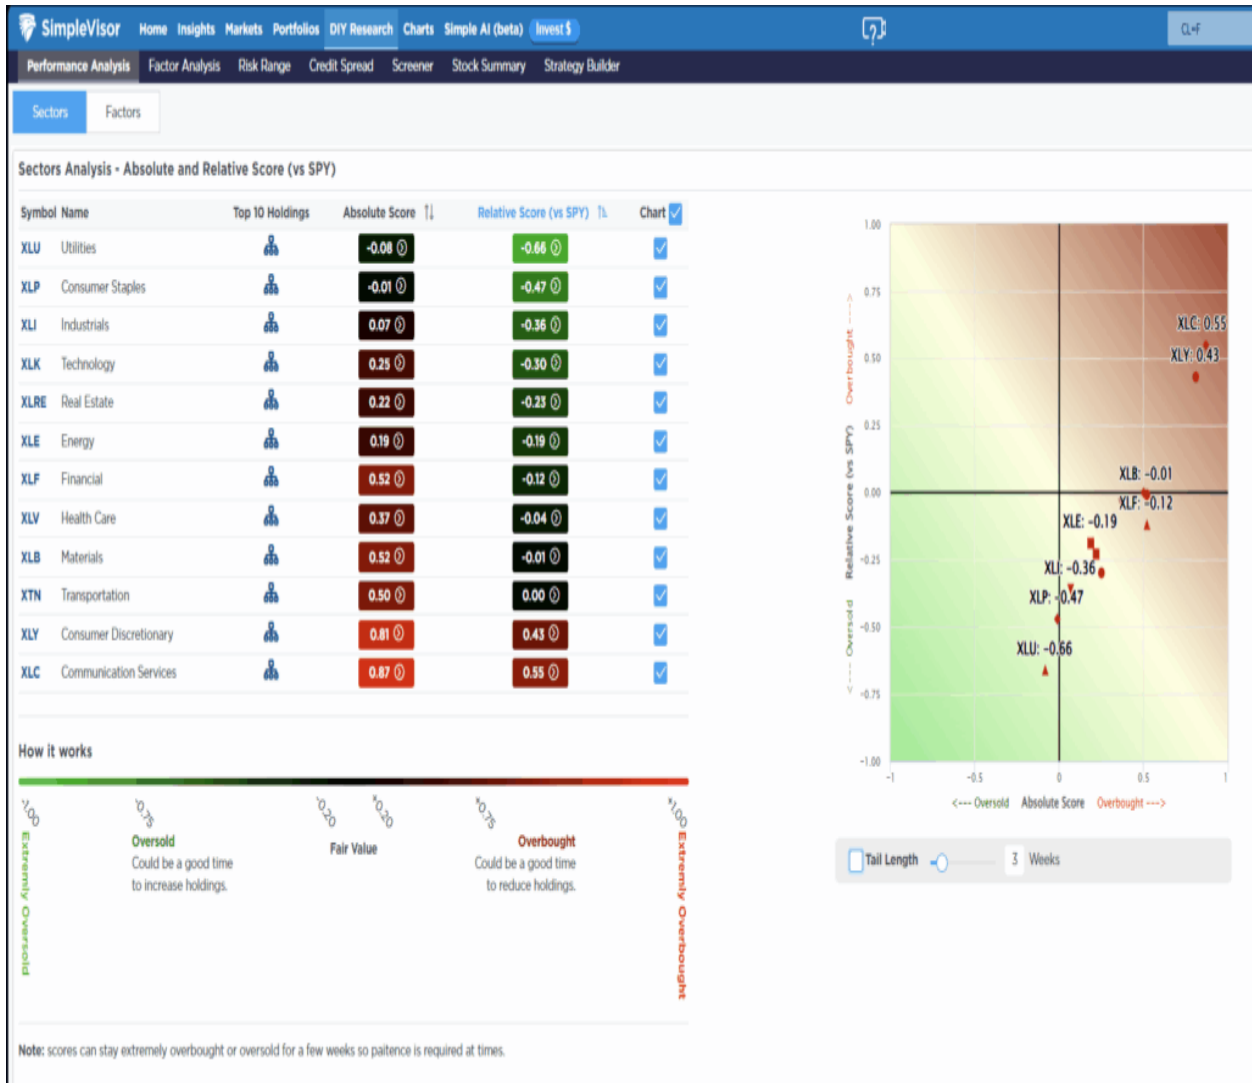 SimpleVisor Home Insights Markets Portfolios DIY Research Charts Simple AI (beta) Invest $ CL=F
Performance Analysis Factor Analysis Risk Range Credit Spread Screener Stock Summary Strategy Builder
Sectors Factors
Sectors Analysis - Absolute and Relative Score (vs SPY)
Symbol Name Top 10 Holdings Absolute Score Relative Score (vs SPY) Chart
XLU Utilities -0.08 -0.66
XLP Consumer Staples -0.01 -0.47
XLI Industrials 0.07 -0.36
XLK Technology 0.25 -0.30
XLRE Real Estate 0.22 -0.23
XLE Energy 0.19 -0.19
XLF Financial 0.52 -0.12
XLV Health Care 0.37 -0.04
XLB Materials 0.52 -0.01
XTN Transportation 0.50 0.00
XLY Consumer Discretionary 0.81 0.43
XLC Communication Services 0.87 0.55
How it works
-1.00 -0.75 -0.20 +0.20 +0.75 +1.00
Extremly Oversold
Oversold
Could be a good time
to increase holdings.
Fair Value
Overbought
Could be a good time
to reduce holdings.
Extremly Overbought
Note: scores can stay extremely overbought or oversold for a few weeks so paitence is required at times.
1.00
0.75
0.50
0.25
0.00
-0.25
-0.50
-0.75
-1.00
<--- Oversold Relative Score (vs SPY) Overbought --->
XLC: 0.55
XLY: 0.43
XLB: -0.01
XLF: -0.12
XLE: -0.19
XLI: -0.36
XLP: -0.47
XLU: -0.66
-1 -0.5 0 0.5 1
<--- Oversold Absolute Score Overbought --->
Tail Length 3 Weeks